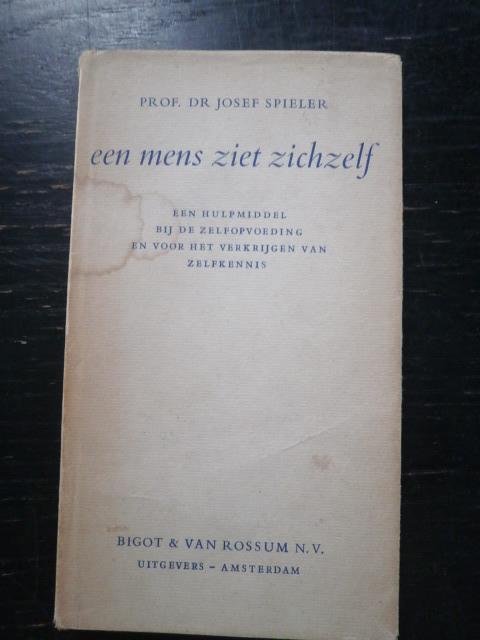 PROF. DR JOSEF SPIELER
een mens ziet zichzelf
EEN HULPMIDDEL
BIJ DE ZELFOPVOEDING
EN VOOR HET VERKRIJGEN VAN
ZELFKENNIS
BIGOT & VAN ROSSUM N.V.
UITGEVERS – AMSTERDAM